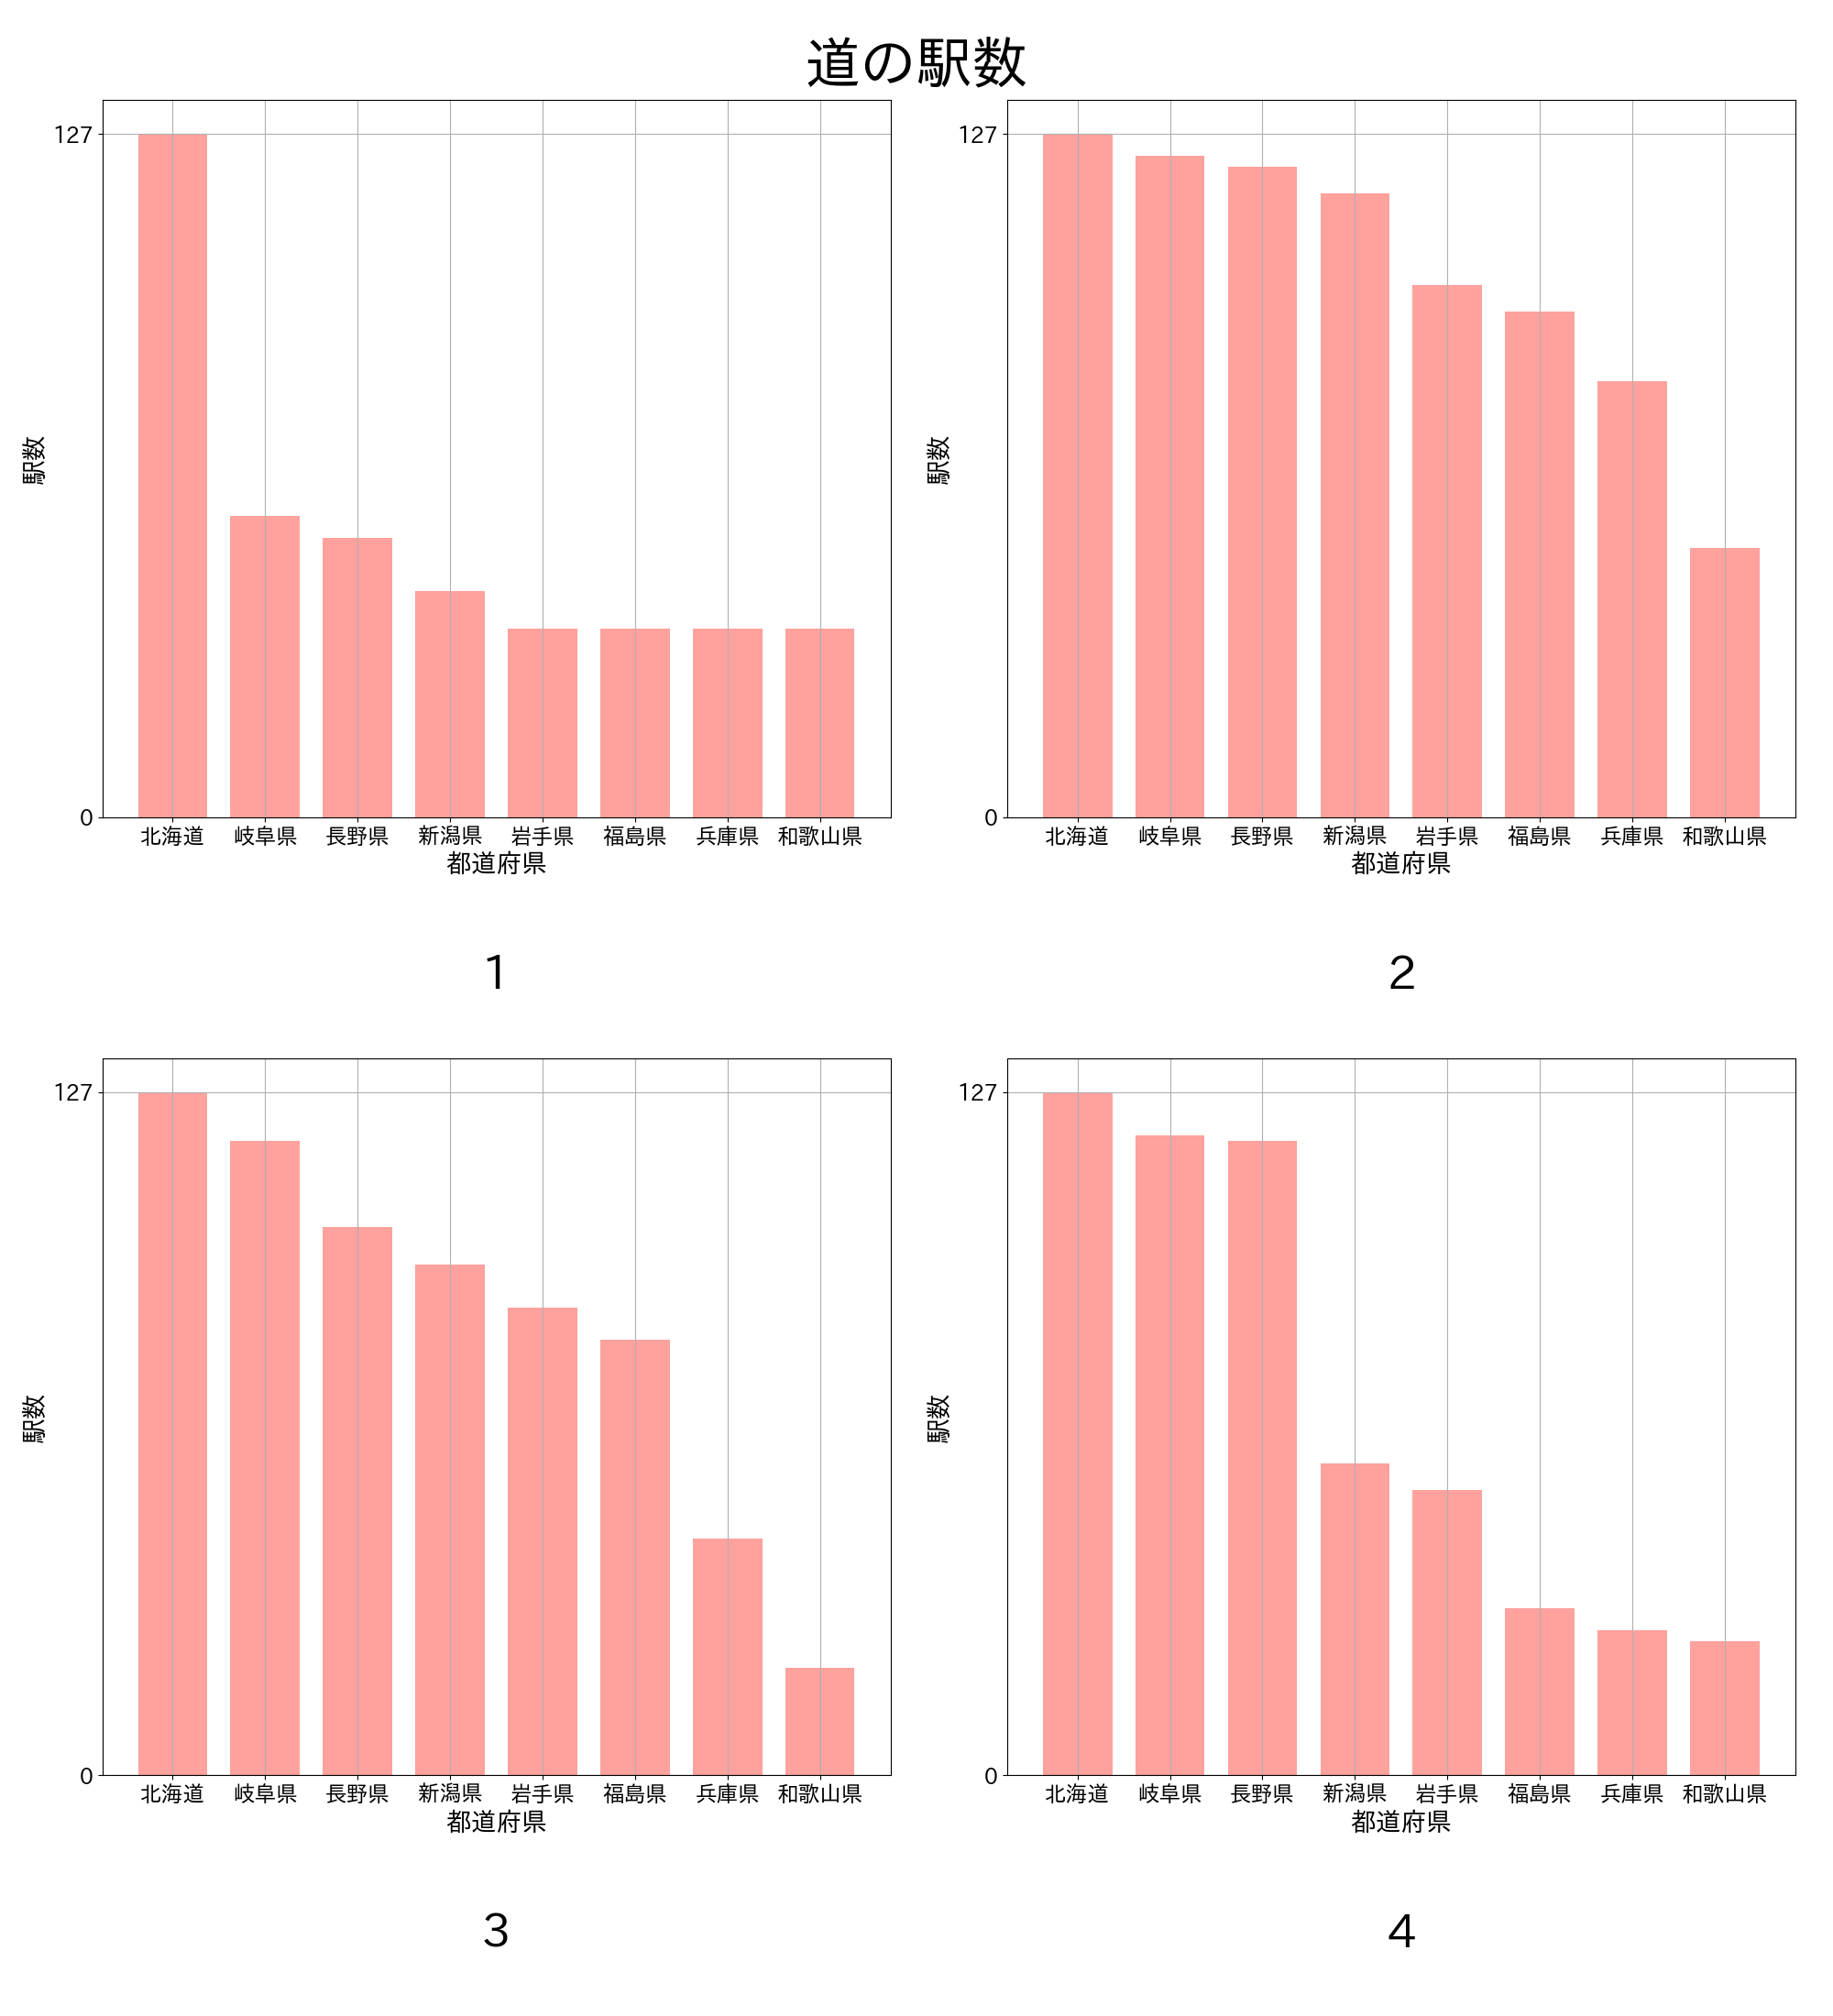 道の駅数
127
0
駅数
北海道 岐阜県 長野県 新潟県 岩手県 福島県 兵庫県 和歌山県
都道府県
1
127
0
駅数
北海道 岐阜県 長野県 新潟県 岩手県 福島県 兵庫県 和歌山県
都道府県
2
127
0
駅数
北海道 岐阜県 長野県 新潟県 岩手県 福島県 兵庫県 和歌山県
都道府県
3
127
0
駅数
北海道 岐阜県 長野県 新潟県 岩手県 福島県 兵庫県 和歌山県
都道府県
4